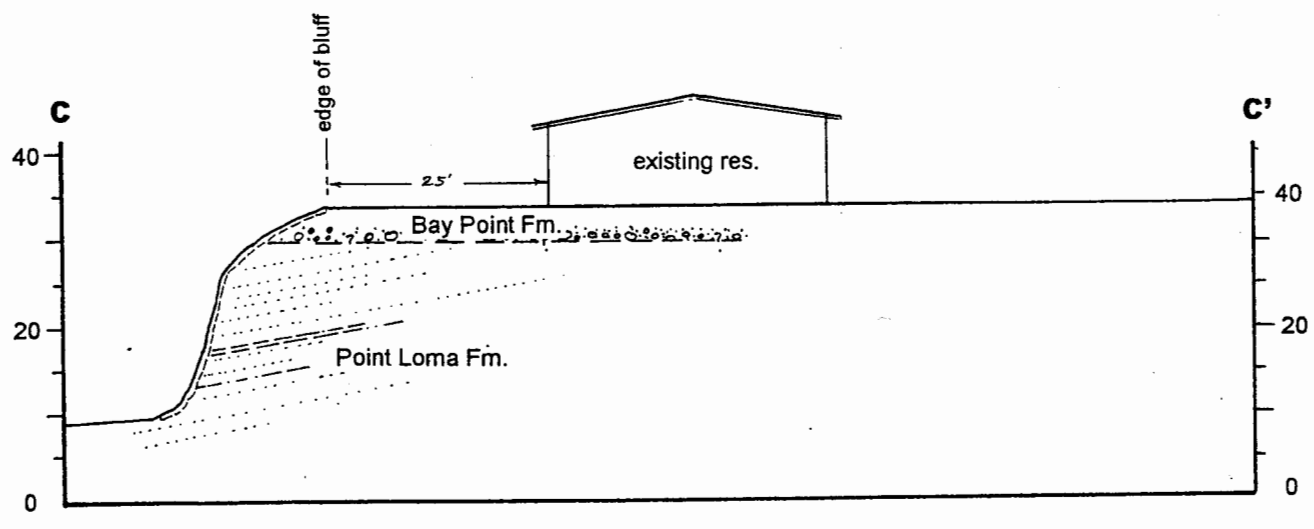 edge of bluff
C
C'
40
25'
existing res.
40
Bay Point Fm.
20
20
Point Loma Fm.
0
0